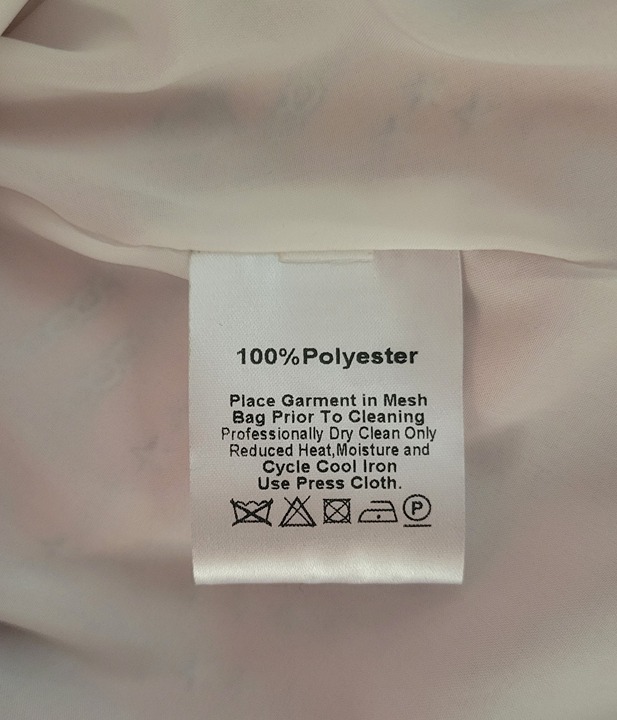 100%Polyester
Place Garment in Mesh
Bag Prior To Cleaning
Professionally Dry Clean Only
Reduced Heat,Moisture and
Cycle Cool Iron
Use Press Cloth.
P